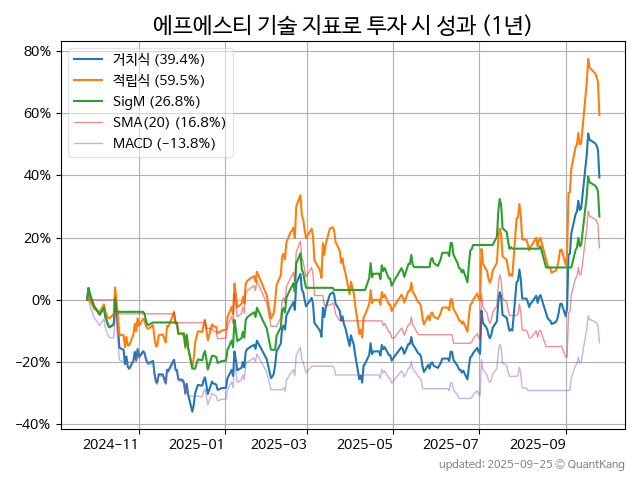 에프에스티 기술 지표로 투자 시 성과 (1년)
80%
60%
40%
20%
0%
−20%
−40%
거치식 (39.4%)
적립식 (59.5%)
SigM (26.8%)
SMA(20) (16.8%)
MACD (−13.8%)
2024-11
2025-01
2025-03
2025-05
2025-07
2025-09
updated: 2025-09-25 © QuantKang